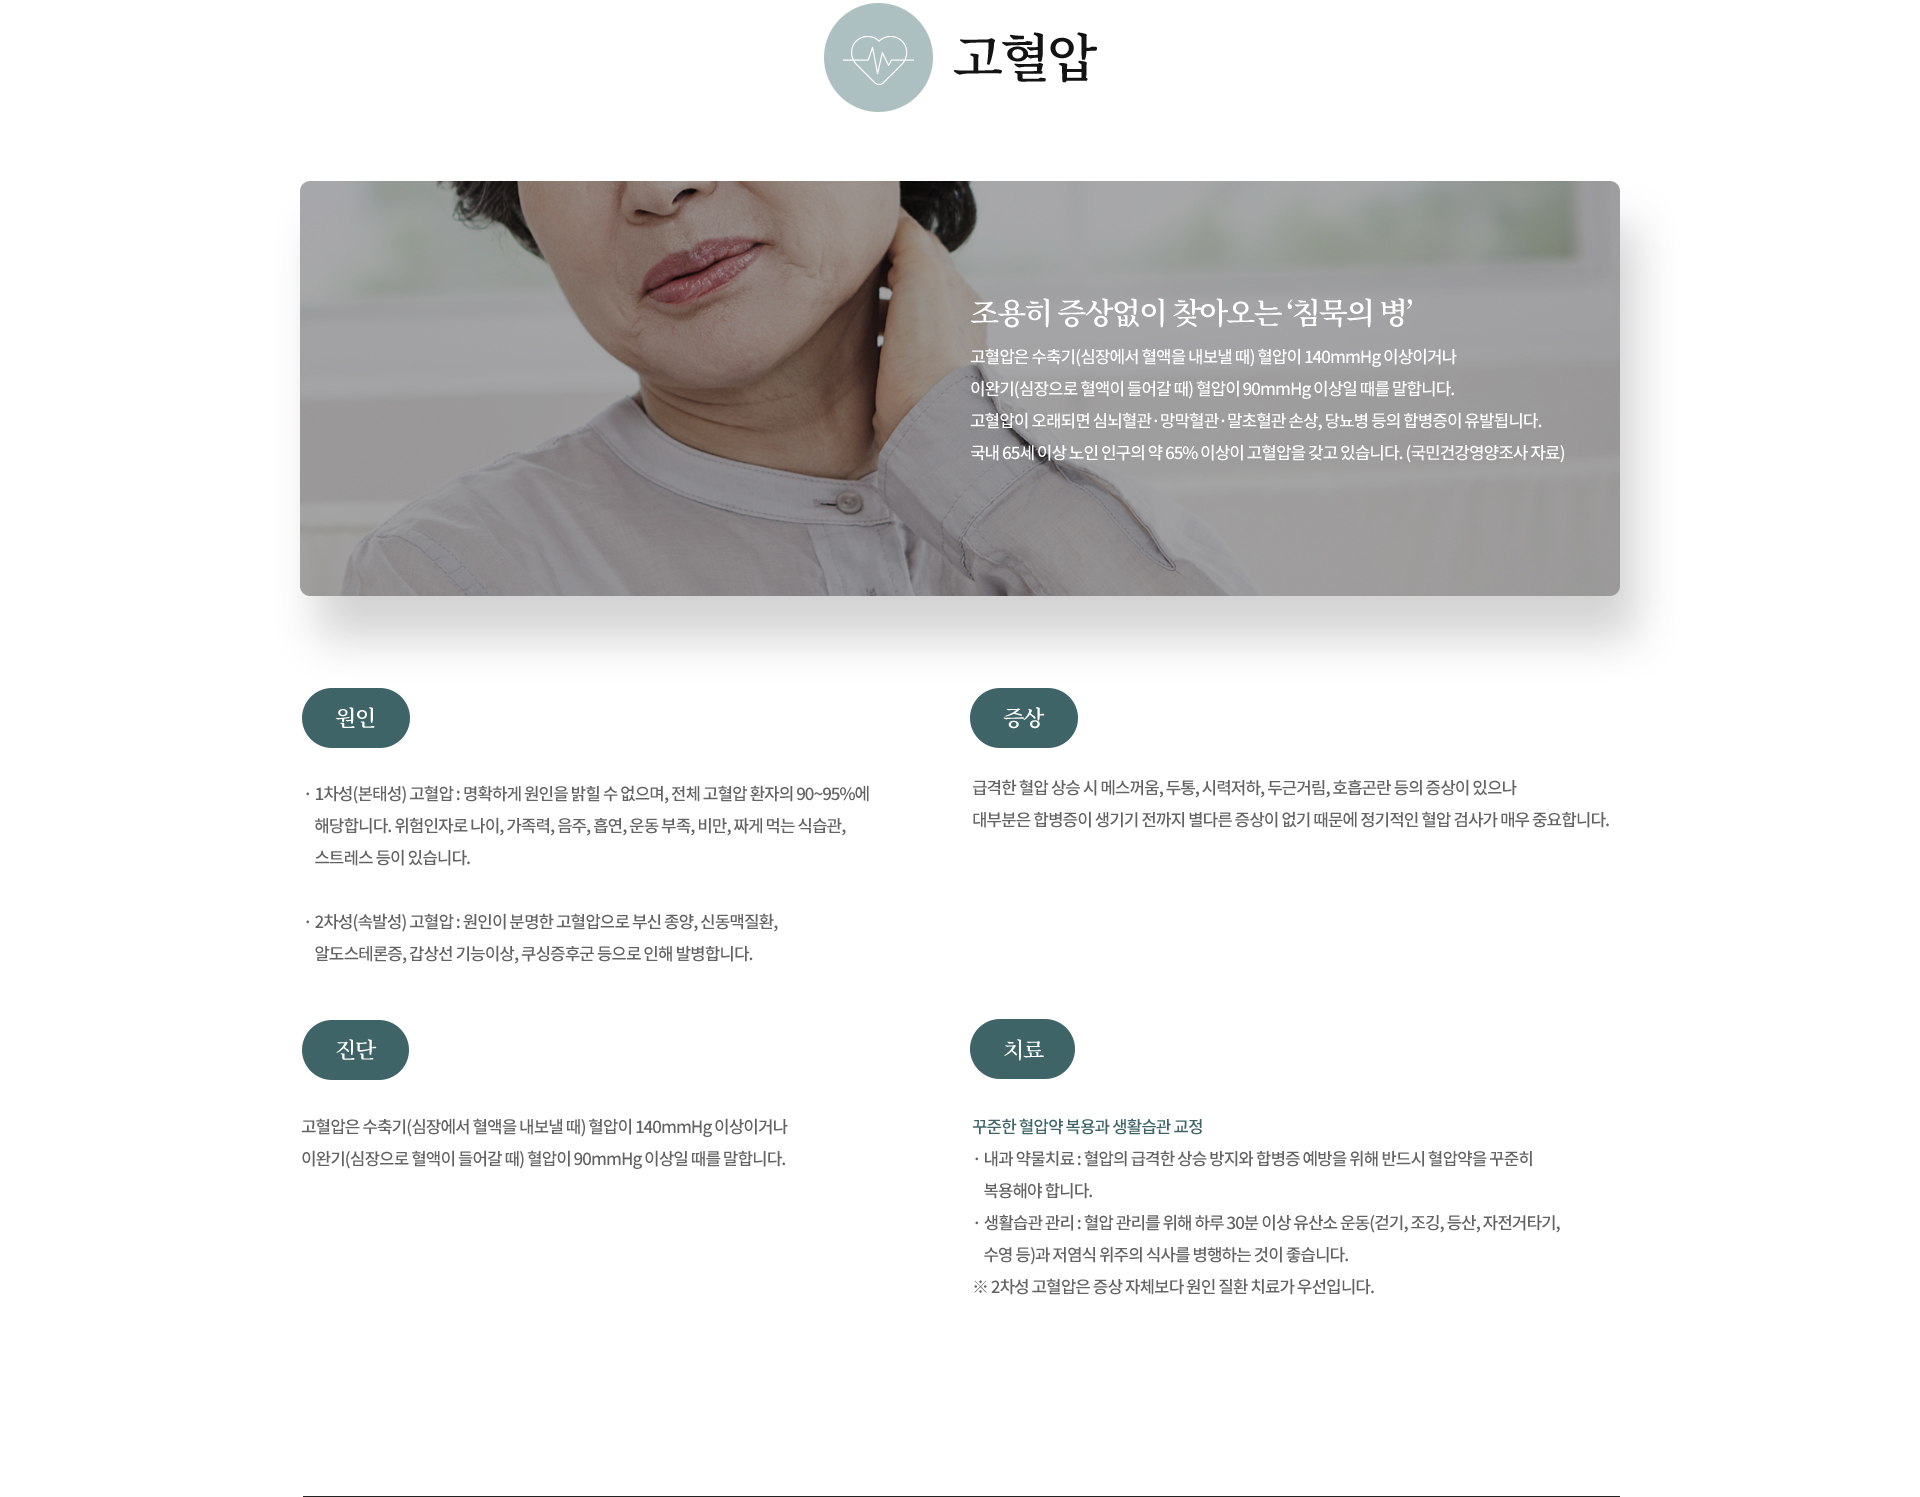 고혈압
조용히 증상없이 찾아오는 ‘침묵의 병’
고혈압은 수축기(심장에서 혈액을 내보낼 때) 혈압이 140mmHg 이상이거나
이완기(심장으로 혈액이 들어갈 때) 혈압이 90mmHg 이상일 때를 말합니다.
고혈압이 오래되면 심뇌혈관·망막혈관·말초혈관 손상, 당뇨병 등의 합병증이 유발됩니다.
국내 65세 이상 노인 인구의 약 65% 이상이 고혈압을 갖고 있습니다. (국민건강영양조사 자료)
원인
· 1차성(본태성) 고혈압 : 명확하게 원인을 밝힐 수 없으며, 전체 고혈압 환자의 90~95%에
해당합니다. 위험인자로 나이, 가족력, 음주, 흡연, 운동 부족, 비만, 짜게 먹는 식습관,
스트레스 등이 있습니다.
· 2차성(속발성) 고혈압 : 원인이 분명한 고혈압으로 부신 종양, 신동맥질환,
알도스테론증, 갑상선 기능이상, 쿠싱증후군 등으로 인해 발병합니다.
증상
급격한 혈압 상승 시 메스꺼움, 두통, 시력저하, 두근거림, 호흡곤란 등의 증상이 있으나
대부분은 합병증이 생기기 전까지 별다른 증상이 없기 때문에 정기적인 혈압 검사가 매우 중요합니다.
진단
고혈압은 수축기(심장에서 혈액을 내보낼 때) 혈압이 140mmHg 이상이거나
이완기(심장으로 혈액이 들어갈 때) 혈압이 90mmHg 이상일 때를 말합니다.
치료
꾸준한 혈압약 복용과 생활습관 교정
· 내과 약물치료 : 혈압의 급격한 상승 방지와 합병증 예방을 위해 반드시 혈압약을 꾸준히
복용해야 합니다.
· 생활습관 관리 : 혈압 관리를 위해 하루 30분 이상 유산소 운동(걷기, 조깅, 등산, 자전거타기,
수영 등)과 저염식 위주의 식사를 병행하는 것이 좋습니다.
※ 2차성 고혈압은 증상 자체보다 원인 질환 치료가 우선입니다.